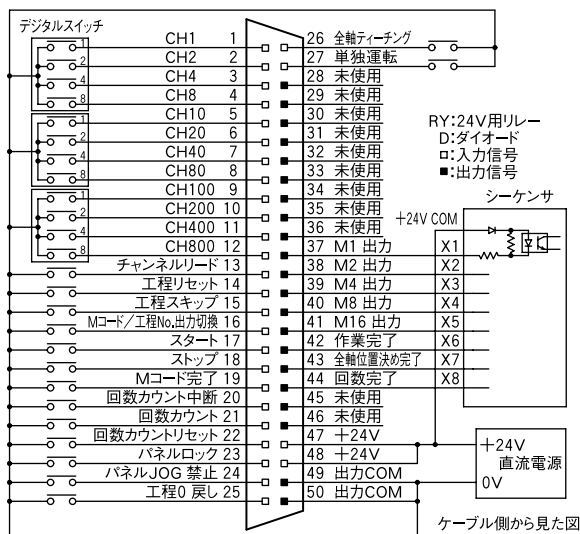 デジタルスイッチ
1
2
4
8
1
2
4
8
1
2
4
8
CH1 1
CH2 2
CH4 3
CH8 4
CH10 5
CH20 6
CH40 7
CH80 8
CH100 9
CH200 10
CH400 11
CH800 12
チャンネルリード 13
工程リセット 14
工程スキップ 15
Mコード／工程No.出力切換 16
スタート 17
ストップ 18
Mコード完了 19
回数カウント中断 20
回数カウント 21
回数カウントリセット 22
パネルロック 23
パネルJOG 禁止 24
工程0 戻し 25
26 全軸ティーチング
27 単独運転
28 未使用
29 未使用
30 未使用
31 未使用
32 未使用
33 未使用
34 未使用
35 未使用
36 未使用
37 M1 出力 X1
38 M2 出力 X2
39 M4 出力 X3
40 M8 出力 X4
41 M16 出力 X5
42 作業完了 X6
43 全軸位置決め完了 X7
44 回数完了 X8
45 未使用
46 未使用
47 ＋24V
48 ＋24V
49 出力COM
50 出力COM
RY:24V用リレー
D:ダイオード
□:入力信号
■:出力信号
シーケンサ
+24V COM
＋24V
直流電源
0V
ケーブル側から見た図